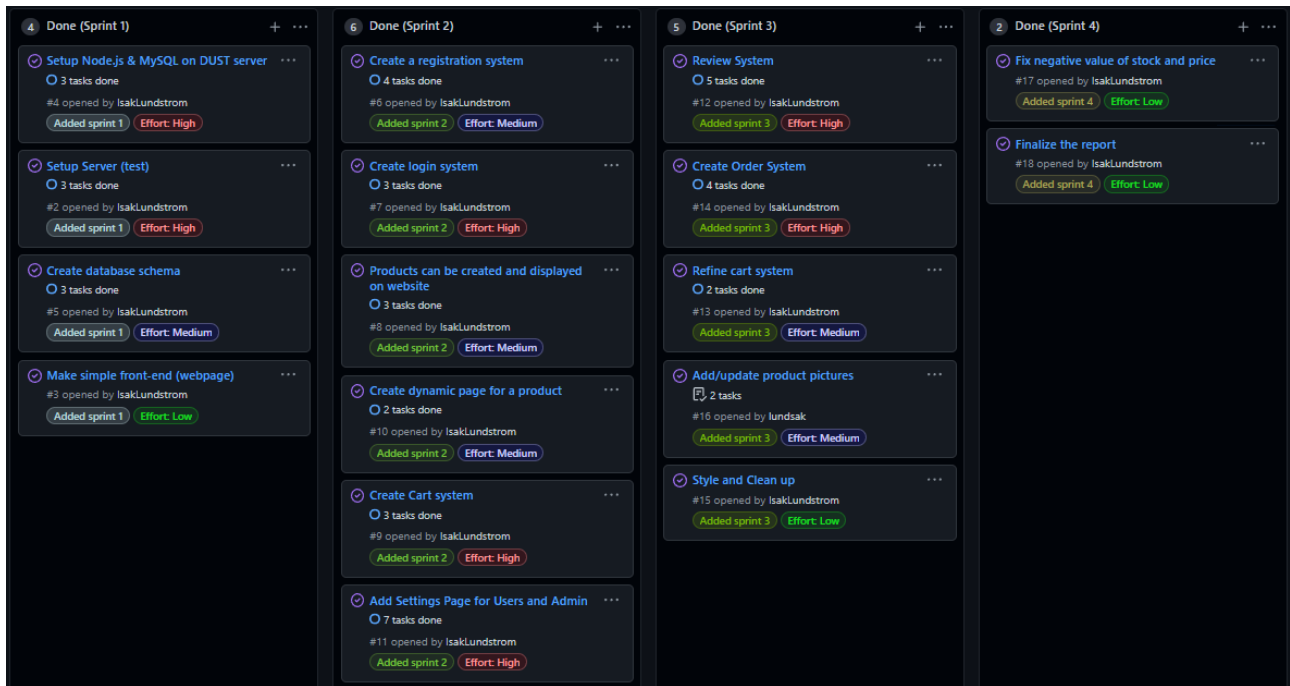 4 Done (Sprint 1)
Setup Node.js & MySQL on DUST server
3 tasks done
#4 opened by IsakLundstrom
Added sprint 1 Effort: High
Setup Server (test)
3 tasks done
#2 opened by IsakLundstrom
Added sprint 1 Effort: High
Create database schema
3 tasks done
#5 opened by IsakLundstrom
Added sprint 1 Effort: Medium
Make simple front-end (webpage)
#3 opened by IsakLundstrom
Added sprint 1 Effort: Low
6 Done (Sprint 2)
Create a registration system
4 tasks done
#6 opened by IsakLundstrom
Added sprint 2 Effort: Medium
Create login system
3 tasks done
#7 opened by IsakLundstrom
Added sprint 2 Effort: High
Products can be created and displayed
on website
3 tasks done
#8 opened by IsakLundstrom
Added sprint 2 Effort: Medium
Create dynamic page for a product
2 tasks done
#10 opened by IsakLundstrom
Added sprint 2 Effort: Medium
Create Cart system
3 tasks done
#9 opened by IsakLundstrom
Added sprint 2 Effort: High
Add Settings Page for Users and Admin
7 tasks done
#11 opened by IsakLundstrom
Added sprint 2 Effort: High
5 Done (Sprint 3)
Review System
5 tasks done
#12 opened by IsakLundstrom
Added sprint 3 Effort: High
Create Order System
4 tasks done
#14 opened by IsakLundstrom
Added sprint 3 Effort: High
Refine cart system
2 tasks done
#13 opened by IsakLundstrom
Added sprint 3 Effort: Medium
Add/update product pictures
2 tasks
#16 opened by lundsak
Added sprint 3 Effort: Medium
Style and Clean up
#15 opened by IsakLundstrom
Added sprint 3 Effort: Low
2 Done (Sprint 4)
Fix negative value of stock and price
#17 opened by IsakLundstrom
Added sprint 4 Effort: Low
Finalize the report
#18 opened by IsakLundstrom
Added sprint 4 Effort: Low